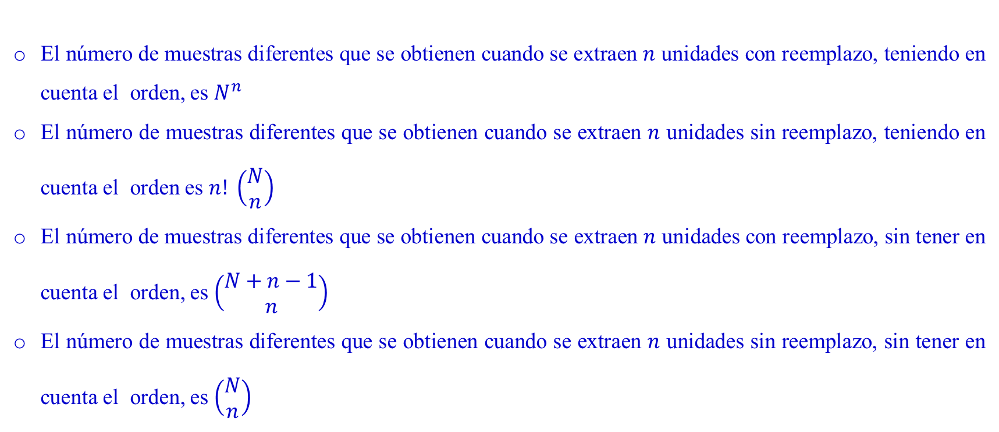 ○ El número de muestras diferentes que se obtienen cuando se extraen n unidades con reemplazo, teniendo en
cuenta el orden, es Nⁿ
○ El número de muestras diferentes que se obtienen cuando se extraen n unidades sin reemplazo, teniendo en
cuenta el orden es n! (N n)
○ El número de muestras diferentes que se obtienen cuando se extraen n unidades con reemplazo, sin tener en
cuenta el orden, es (N + n − 1 n)
○ El número de muestras diferentes que se obtienen cuando se extraen n unidades sin reemplazo, sin tener en
cuenta el orden, es (N n)